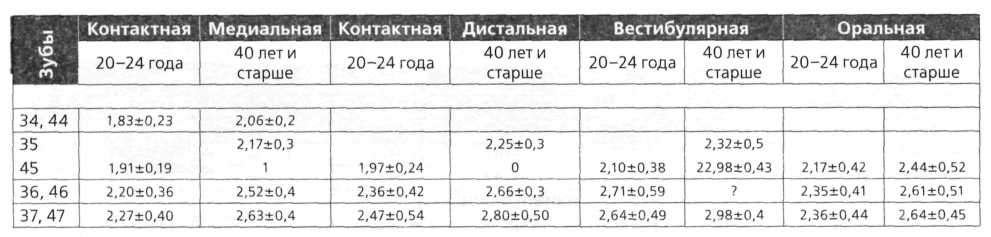 Зубы
Контактная Медиальная Контактная Дистальная Вестибулярная Оральная
20–24 года 40 лет и старше 20–24 года 40 лет и старше 20–24 года 40 лет и старше 20–24 года 40 лет и старше
34, 44 1,83±0,23 2,06±0,2
35 2,17±0,3 2,25±0,3 2,32±0,5
45 1,91±0,19 1 1,97±0,24 0 2,10±0,38 22,98±0,43 2,17±0,42 2,44±0,52
36, 46 2,20±0,36 2,52±0,4 2,36±0,42 2,66±0,3 2,71±0,59 ? 2,35±0,41 2,61±0,51
37, 47 2,27±0,40 2,63±0,4 2,47±0,54 2,80±0,50 2,64±0,49 2,98±0,4 2,36±0,44 2,64±0,45